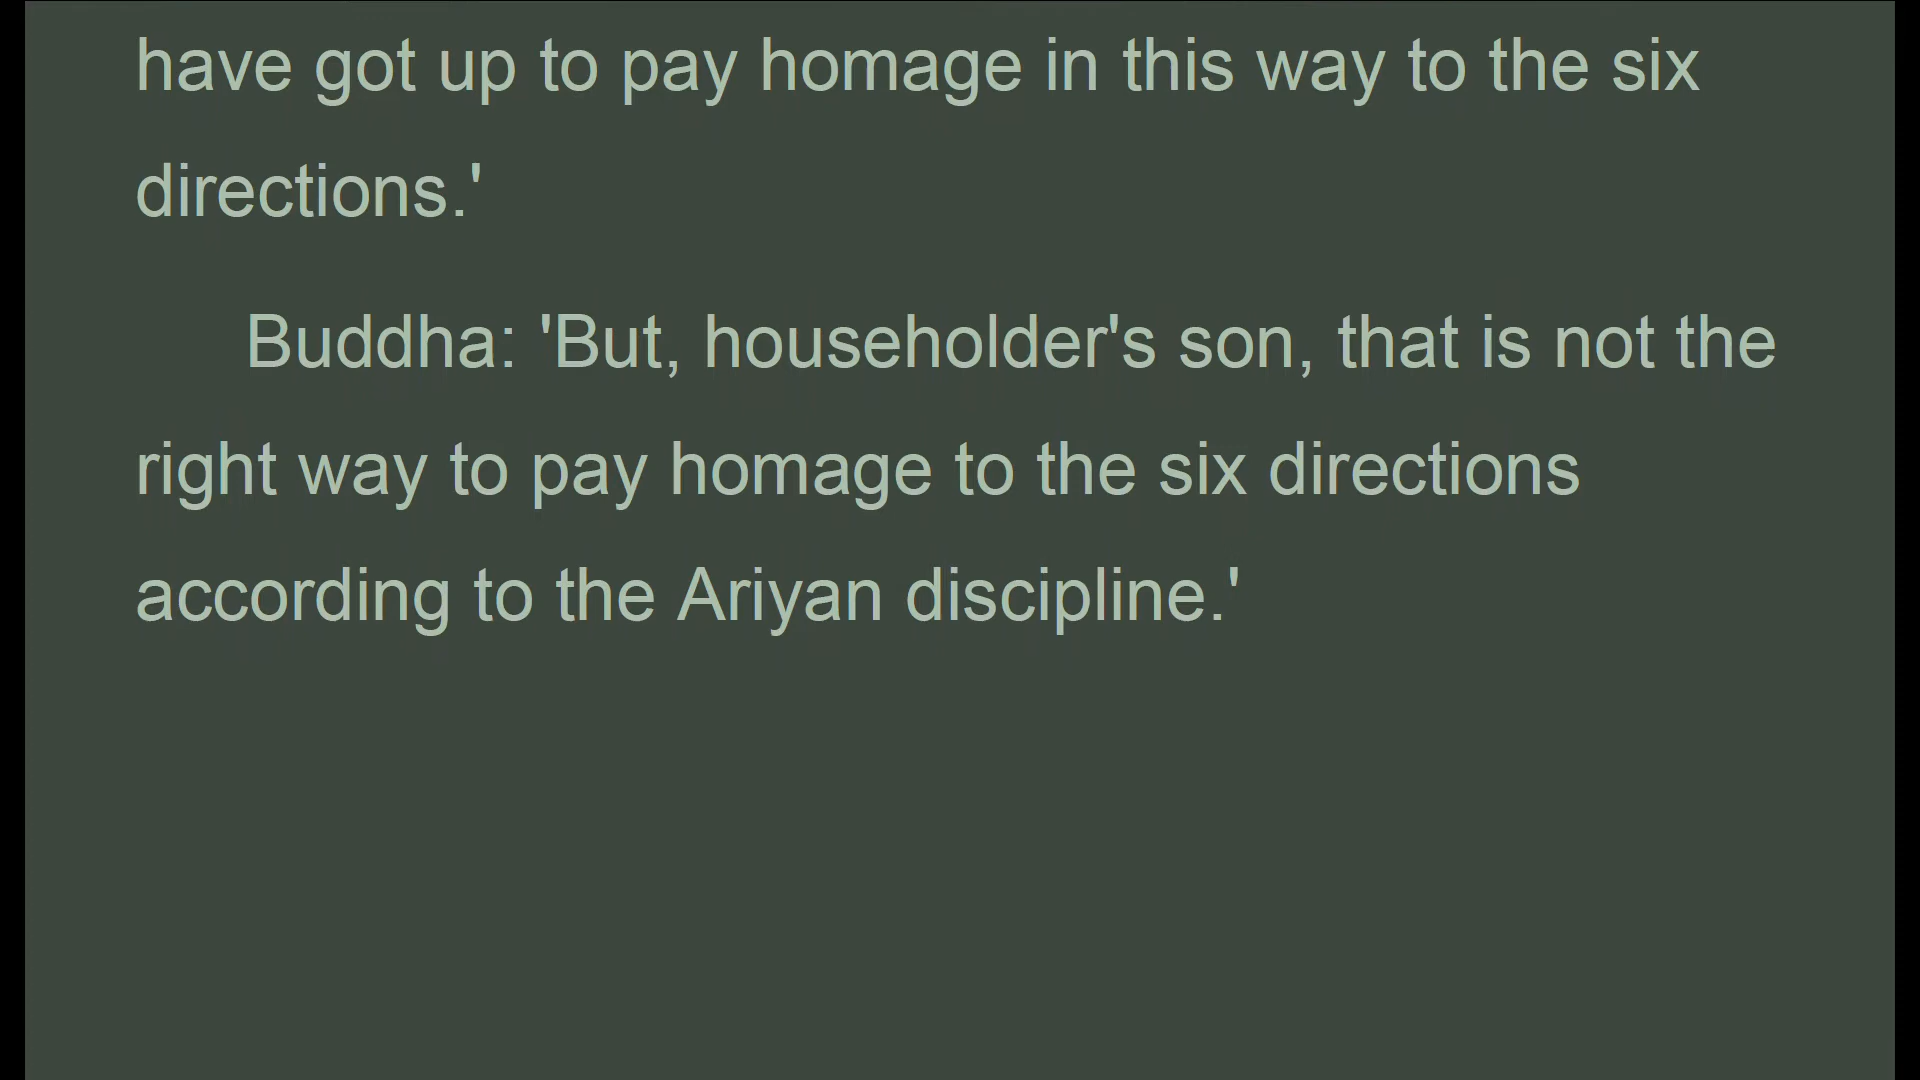 have got up to pay homage in this way to the six
directions.'
Buddha: 'But, householder's son, that is not the
right way to pay homage to the six directions
according to the Ariyan discipline.'